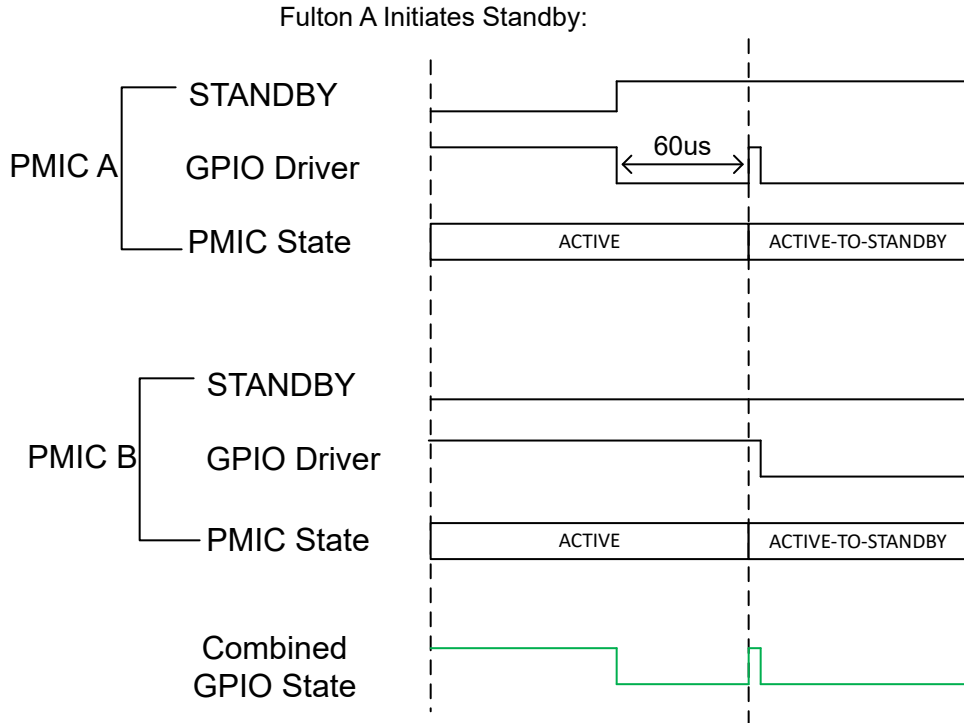 Fulton A Initiates Standby:
STANDBY
PMIC A
GPIO Driver
60us
PMIC State
ACTIVE
ACTIVE-TO-STANDBY
STANDBY
PMIC B
GPIO Driver
PMIC State
ACTIVE
ACTIVE-TO-STANDBY
Combined
GPIO State